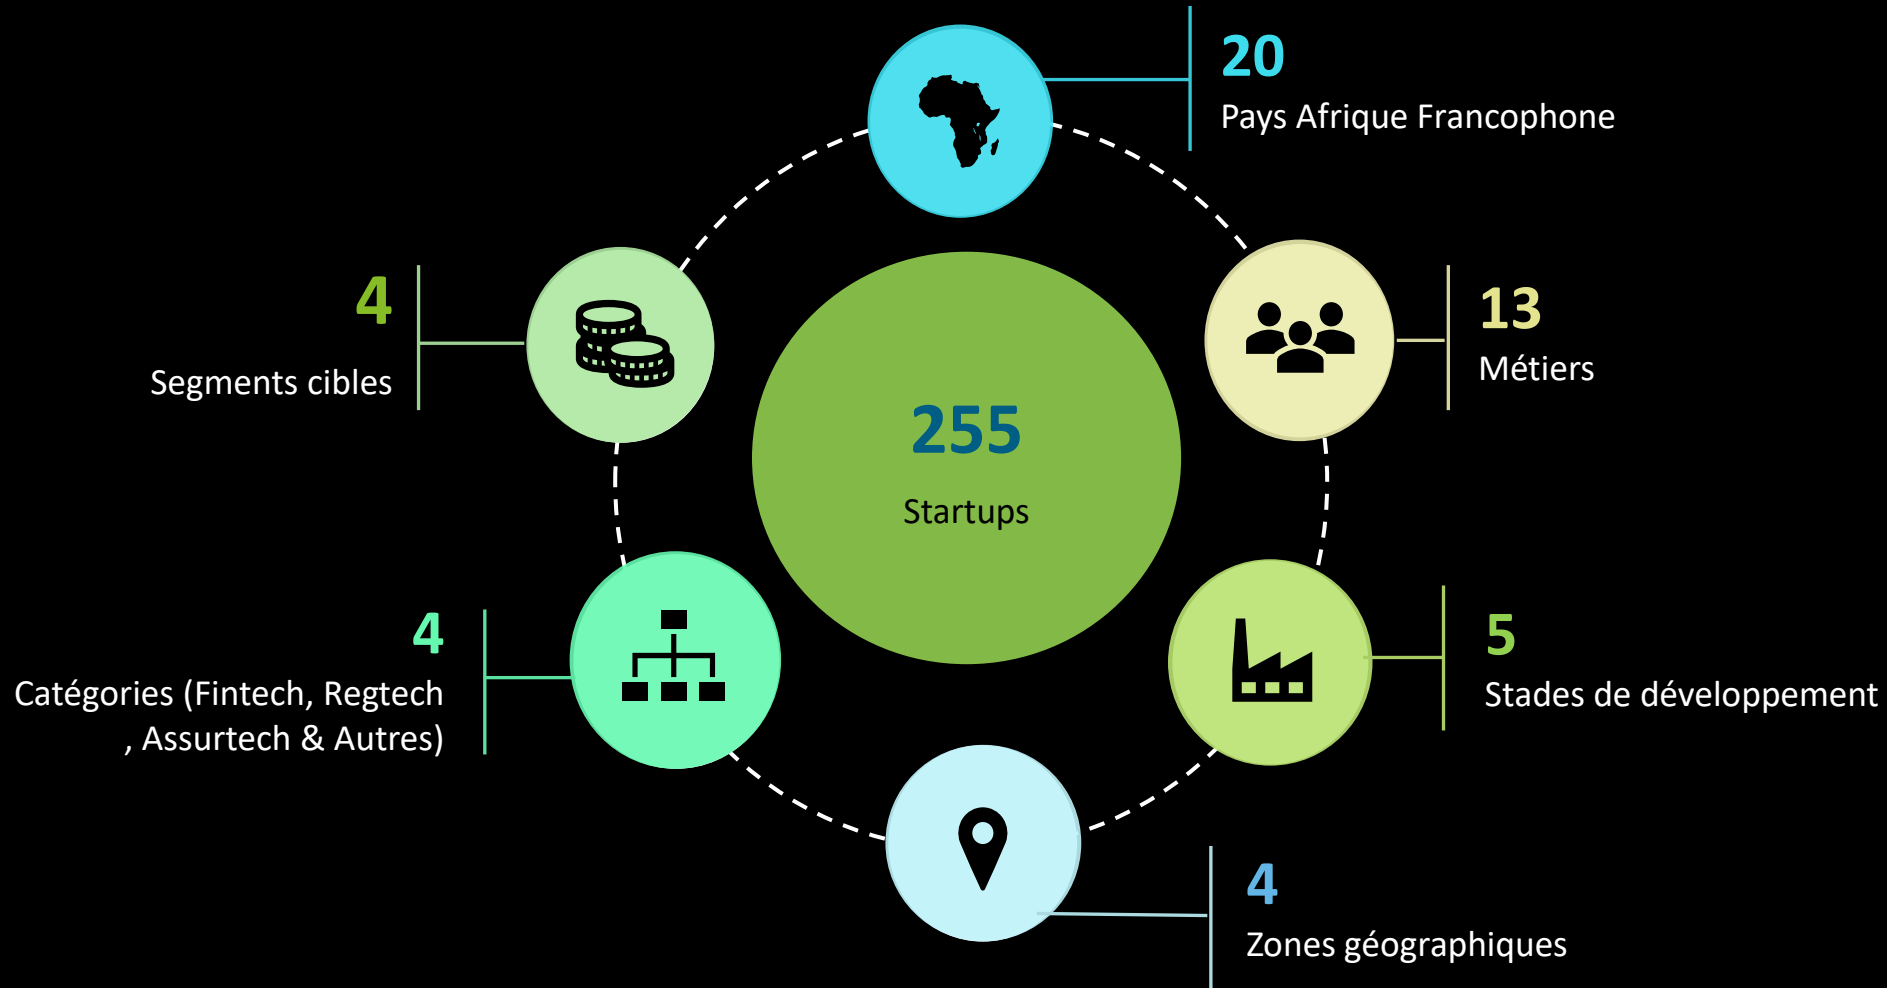 20
Pays Afrique Francophone
4
Segments cibles
13
Métiers
255
Startups
4
Catégories (Fintech, Regtech
, Assurtech & Autres)
5
Stades de développement
4
Zones géographiques